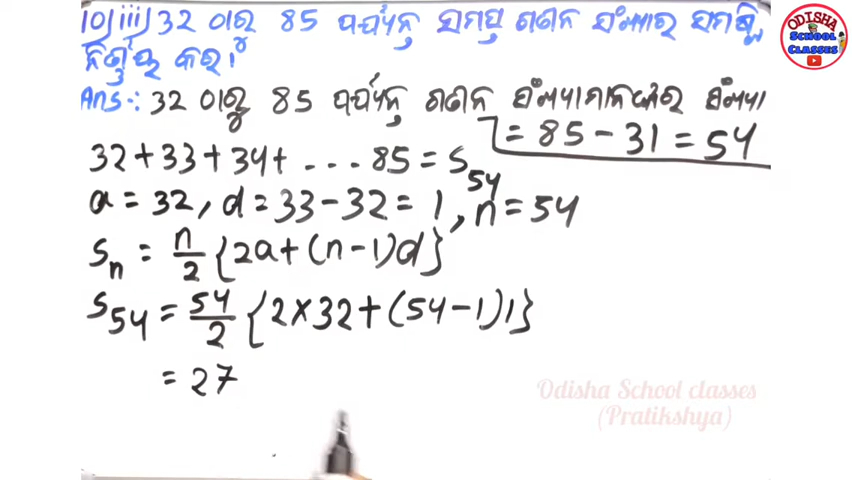 10) iii) 32 ଠାରୁ 85 ପର୍ଯ୍ୟନ୍ତ ସମସ୍ତ ଗଣନ ସଂଖ୍ୟାର ସମଷ୍ଟି
ନିର୍ଣ୍ଣୟ କର।
ODISHA
SCHOOL
CLASSES
Ans-: 32 ଠାରୁ 85 ପର୍ଯ୍ୟନ୍ତ ଗଣନ ସଂଖ୍ୟାମାନଙ୍କର ସଂଖ୍ୟା
= 85 - 31 = 54
32 + 33 + 34 + ... 85 = S₅₄
a = 32, d = 33 - 32 = 1, n = 54
Sₙ = n/2 {2a + (n - 1)d}
S₅₄ = 54/2 {2 × 32 + (54 - 1) 1}
= 27
Odisha School classes
(Pratikshya)